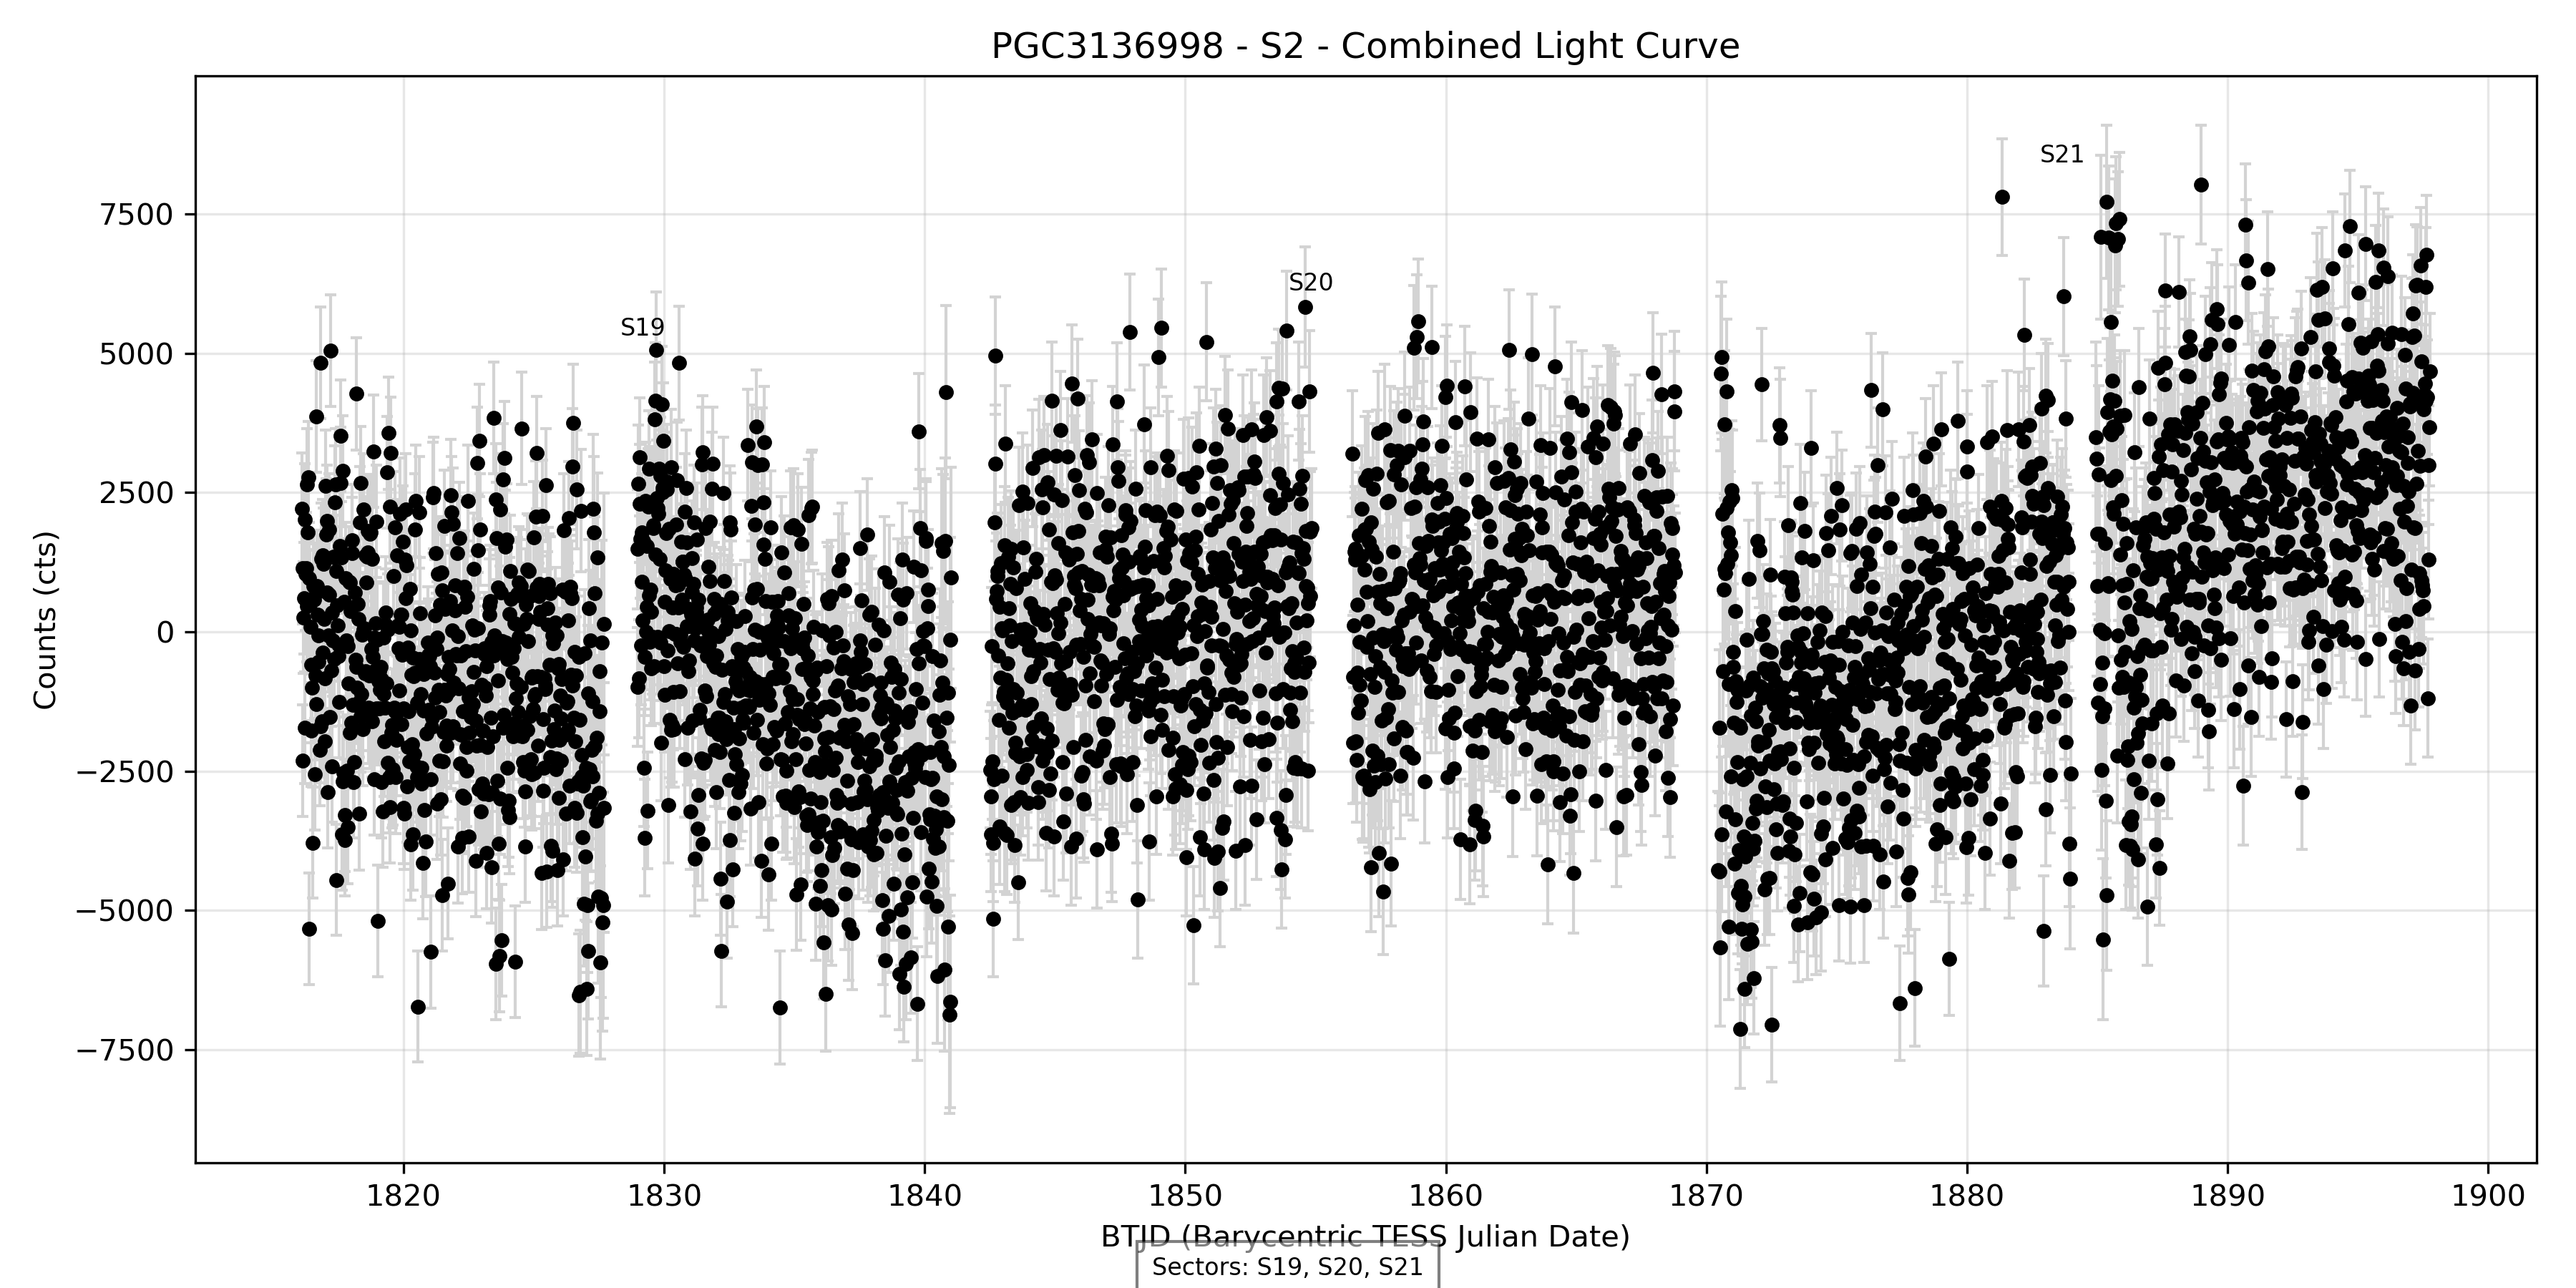 PGC3136998 - S2 - Combined Light Curve
Counts (cts)
7500
5000
2500
0
−2500
−5000
−7500
S19
S20
S21
1820
1830
1840
1850
1860
1870
1880
1890
1900
BTJD (Barycentric TESS Julian Date)
Sectors: S19, S20, S21